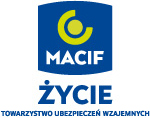 MACIF
ŻYCIE
TOWARZYSTWO UBEZPIECZEŃ WZAJEMNYCH